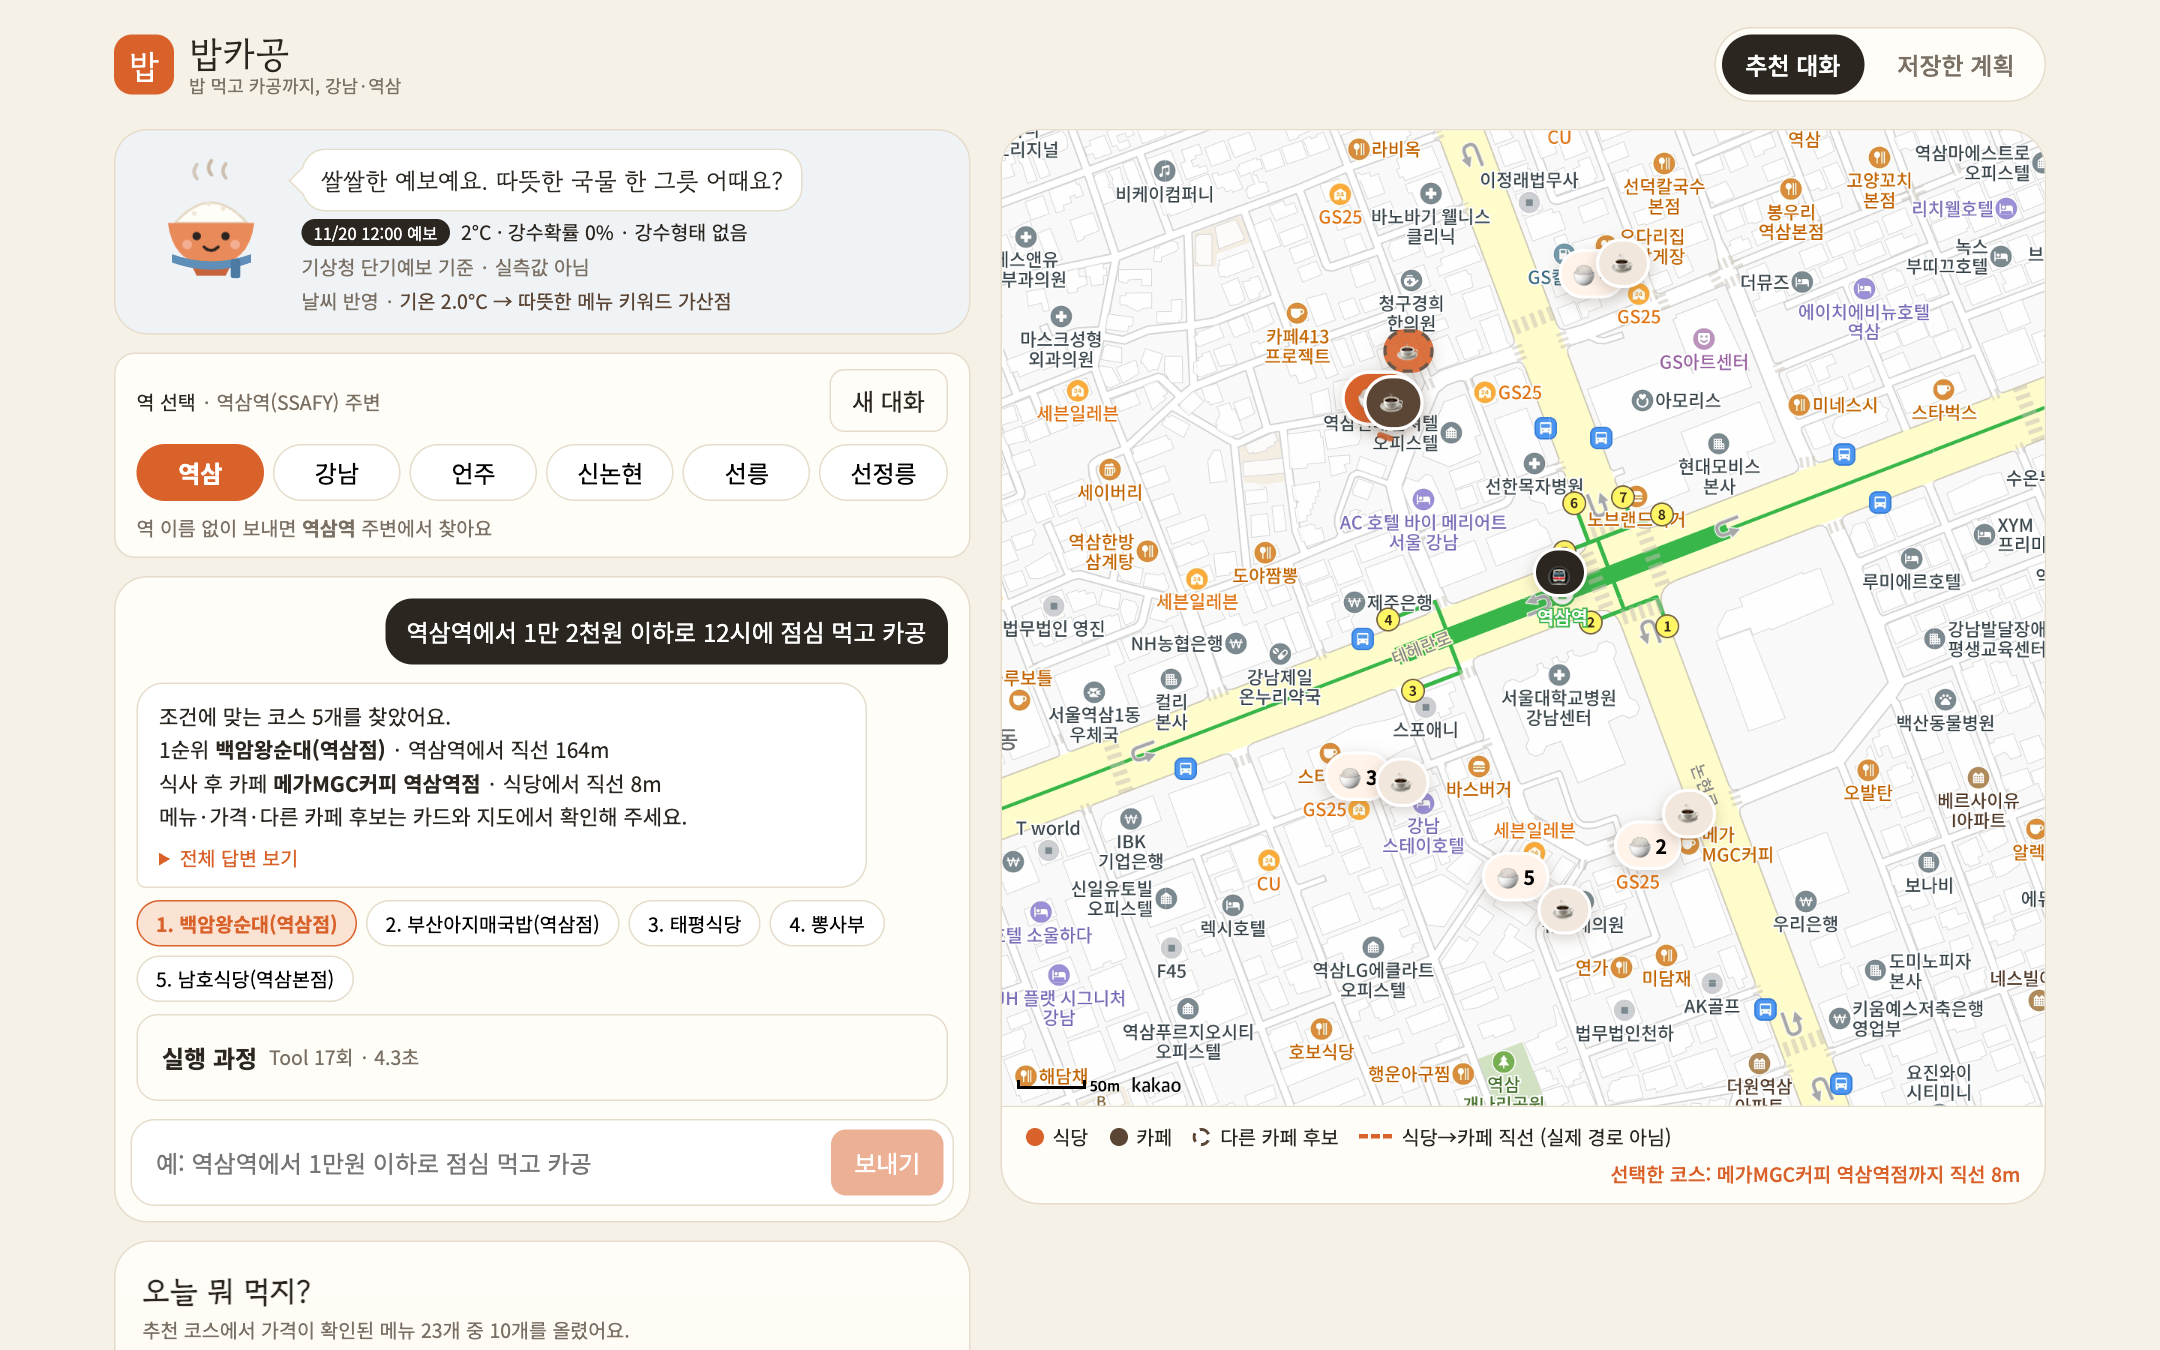 밥
밥카공
밥 먹고 카공까지, 강남·역삼
추천 대화
저장한 계획
쌀쌀한 예보예요. 따뜻한 국물 한 그릇 어때요?
11/20 12:00 예보
2°C · 강수확률 0% · 강수형태 없음
기상청 단기예보 기준 · 실측값 아님
날씨 반영 · 기온 2.0°C → 따뜻한 메뉴 키워드 가산점
역 선택 · 역삼역(SSAFY) 주변
새 대화
역삼
강남
언주
신논현
선릉
선정릉
역 이름 없이 보내면 역삼역 주변에서 찾아요
역삼역에서 1만 2천원 이하로 12시에 점심 먹고 카공
조건에 맞는 코스 5개를 찾았어요.
1순위 백암왕순대(역삼점) · 역삼역에서 직선 164m
식사 후 카페 메가MGC커피 역삼역점 · 식당에서 직선 8m
메뉴·가격·다른 카페 후보는 카드와 지도에서 확인해 주세요.
▶ 전체 답변 보기
1. 백암왕순대(역삼점)
2. 부산아지매국밥(역삼점)
3. 태평식당
4. 뽕사부
5. 남호식당(역삼본점)
실행 과정 Tool 17회 · 4.3초
예: 역삼역에서 1만원 이하로 점심 먹고 카공
보내기
오늘 뭐 먹지?
추천 코스에서 가격이 확인된 메뉴 23개 중 10개를 올렸어요.
라비옥
CU
역삼
역삼마에스트로
오피스텔
비케이컴퍼니
이정래법무사
선덕칼국수
본점
고양꼬치
본점
GS25
바노바기 웰니스
클리닉
봉우리
역삼본점
리치웰호텔
녹스
부띠끄호텔
더뮤즈
청구경희
한의원
GS25
에이치에비뉴호텔
역삼
마스크성형
외과의원
카페413
프로젝트
GS아트센터
세븐일레븐
GS25
아모리스
미네스시
스타벅스
오피스텔
세이버리
선한목자병원
현대모비스
본사
6
7
8
AC 호텔 바이 메리어트
서울 강남
역삼한방
삼계탕
도야짬뽕
세븐일레븐
루미에르호텔
법무법인 영진
제주은행
4
역삼역
2
1
NH농협은행
테헤란로
강남제일
온누리약국
3
컬리
본사
서울역삼1동
우체국
스포애니
서울대학교병원
강남센터
백산동물병원
3
GS25
바스버거
오발탄
베르사이유
I아파트
T world
IBK
기업은행
강남
스테이호텔
세븐일레븐
2
메가
MGC커피
GS25
CU
5
보나비
신일유토빌
오피스텔
렉시호텔
우리은행
F45
역삼LG에클라트
오피스텔
연가
미담재
도미노피자
본사
AK골프
키움예스저축은행
영업부
강남
역삼푸르지오시티
오피스텔
호보식당
법무법인천하
해담채
50m
kakao
행운아구찜
역삼
더원역삼
요진와이
시티미니
식당
카페
다른 카페 후보
식당→카페 직선 (실제 경로 아님)
선택한 코스: 메가MGC커피 역삼역점까지 직선 8m